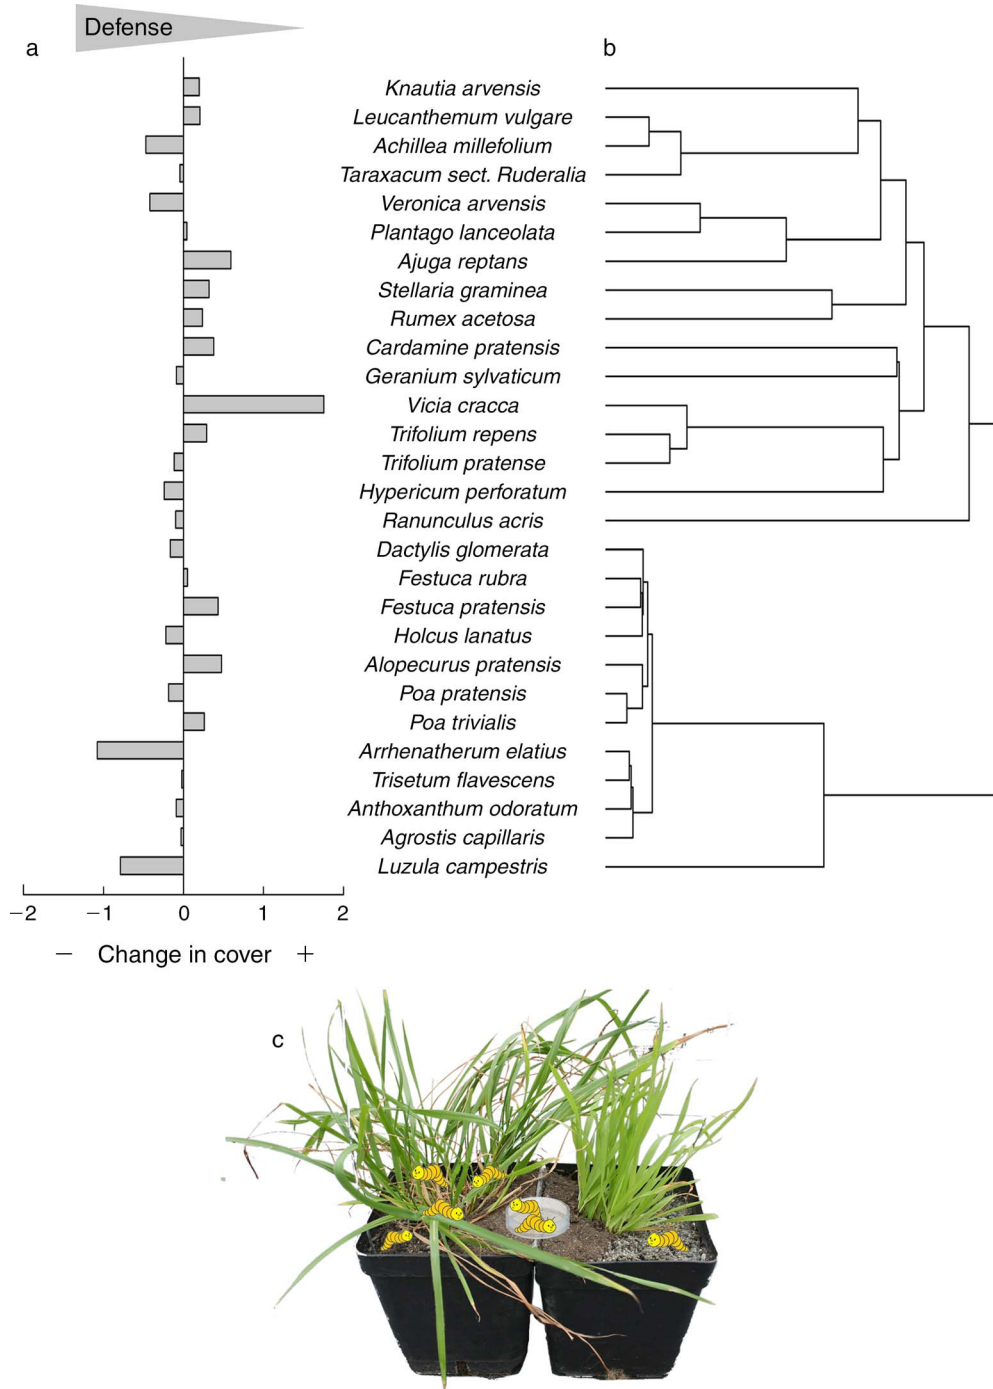 Defense
a
b
Knautia arvensis
Leucanthemum vulgare
Achillea millefolium
Taraxacum sect. Ruderalia
Veronica arvensis
Plantago lanceolata
Ajuga reptans
Stellaria graminea
Rumex acetosa
Cardamine pratensis
Geranium sylvaticum
Vicia cracca
Trifolium repens
Trifolium pratense
Hypericum perforatum
Ranunculus acris
Dactylis glomerata
Festuca rubra
Festuca pratensis
Holcus lanatus
Alopecurus pratensis
Poa pratensis
Poa trivialis
Arrhenatherum elatius
Trisetum flavescens
Anthoxanthum odoratum
Agrostis capillaris
Luzula campestris
−2 −1 0 1 2
− Change in cover +
c